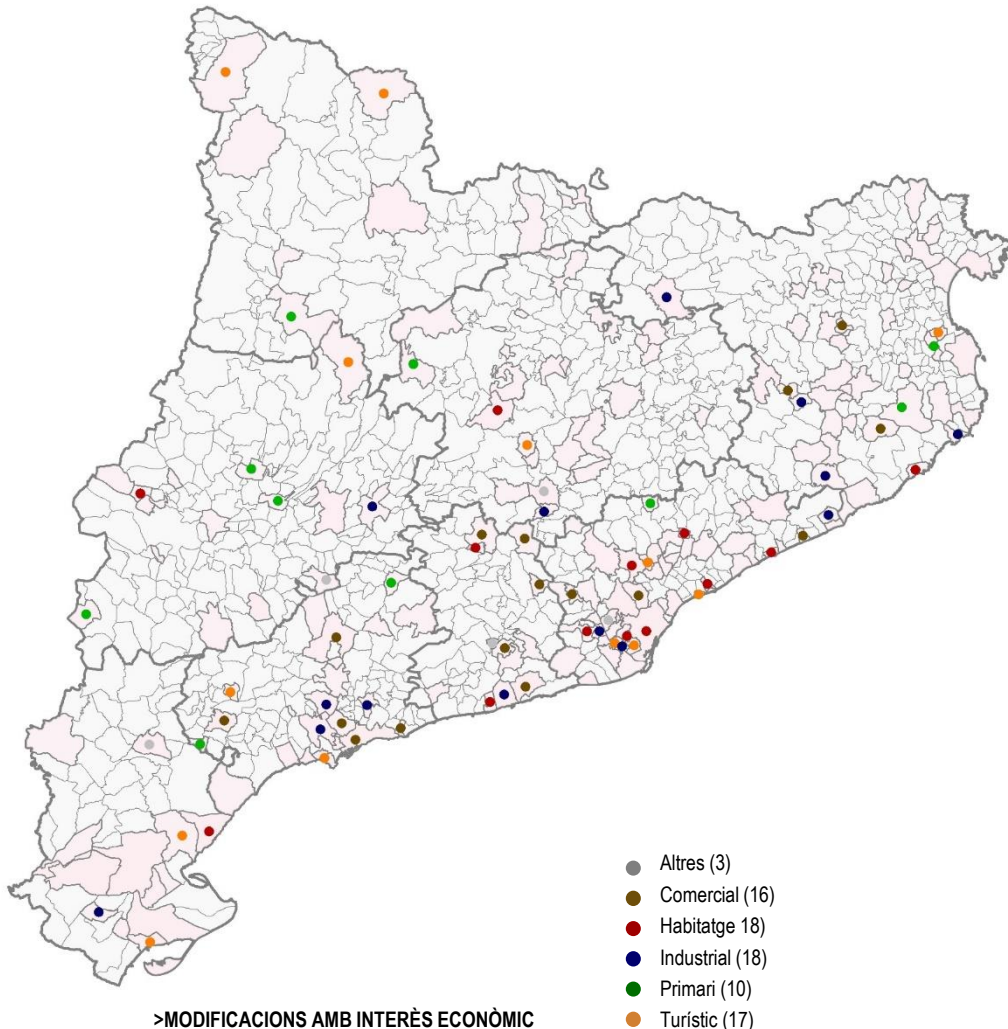 Altres (3)
Comercial (16)
Habitatge 18)
Industrial (18)
Primari (10)
Turístic (17)
>MODIFICACIONS AMB INTERÈS ECONÒMIC